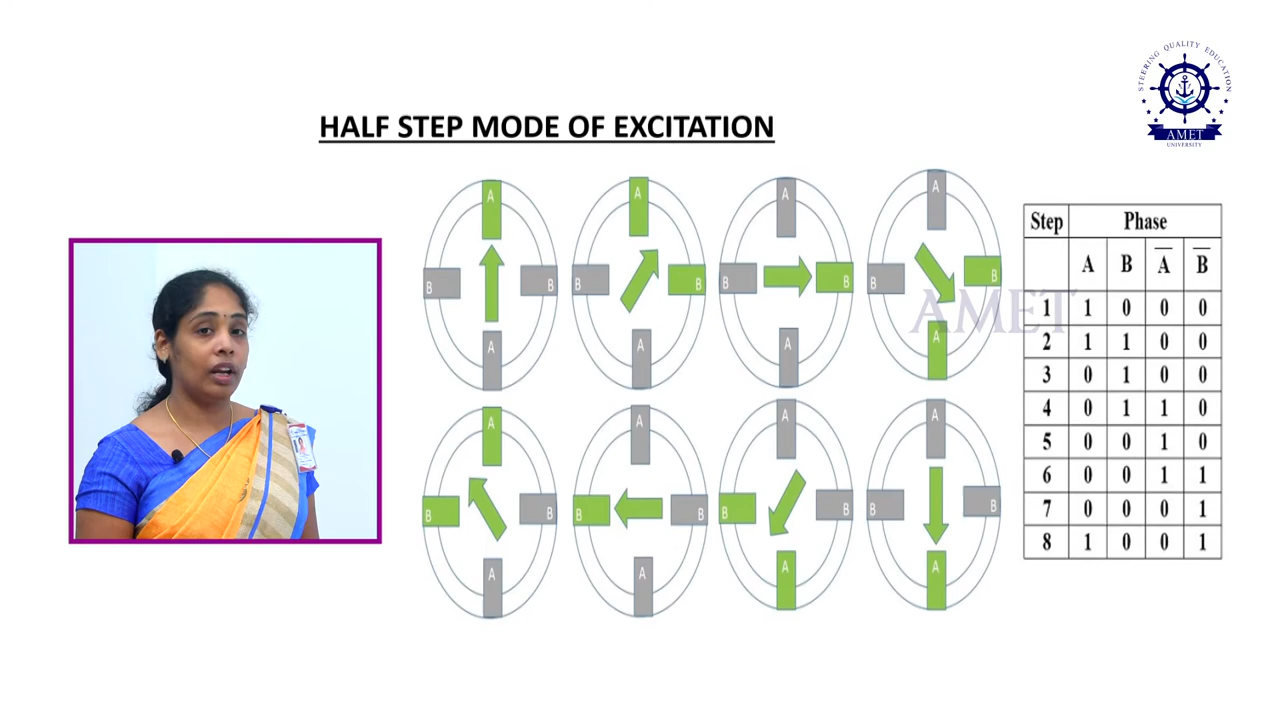 STEERING QUALITY EDUCATION
AMET
UNIVERSITY
HALF STEP MODE OF EXCITATION
A A A A
B B B B B B B B
A A A A
A A A A
B B B B B B B B
A A A A
AMET
Step Phase
A B A̅ B̅
1 1 0 0 0
2 1 1 0 0
3 0 1 0 0
4 0 1 1 0
5 0 0 1 0
6 0 0 1 1
7 0 0 0 1
8 1 0 0 1